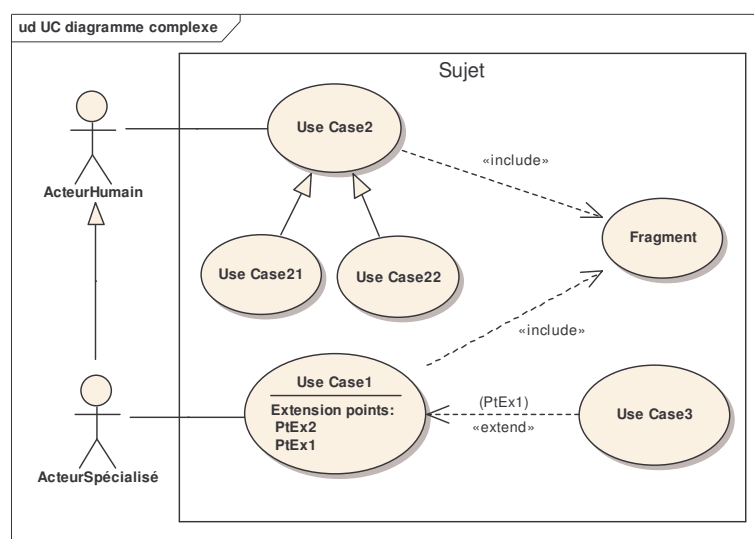 ud UC diagramme complexe
Sujet
Use Case2
ActeurHumain
«include»
Fragment
Use Case21
Use Case22
«include»
Use Case1
Extension points:
PtEx2
PtEx1
(PtEx1)
«extend»
Use Case3
ActeurSpécialisé